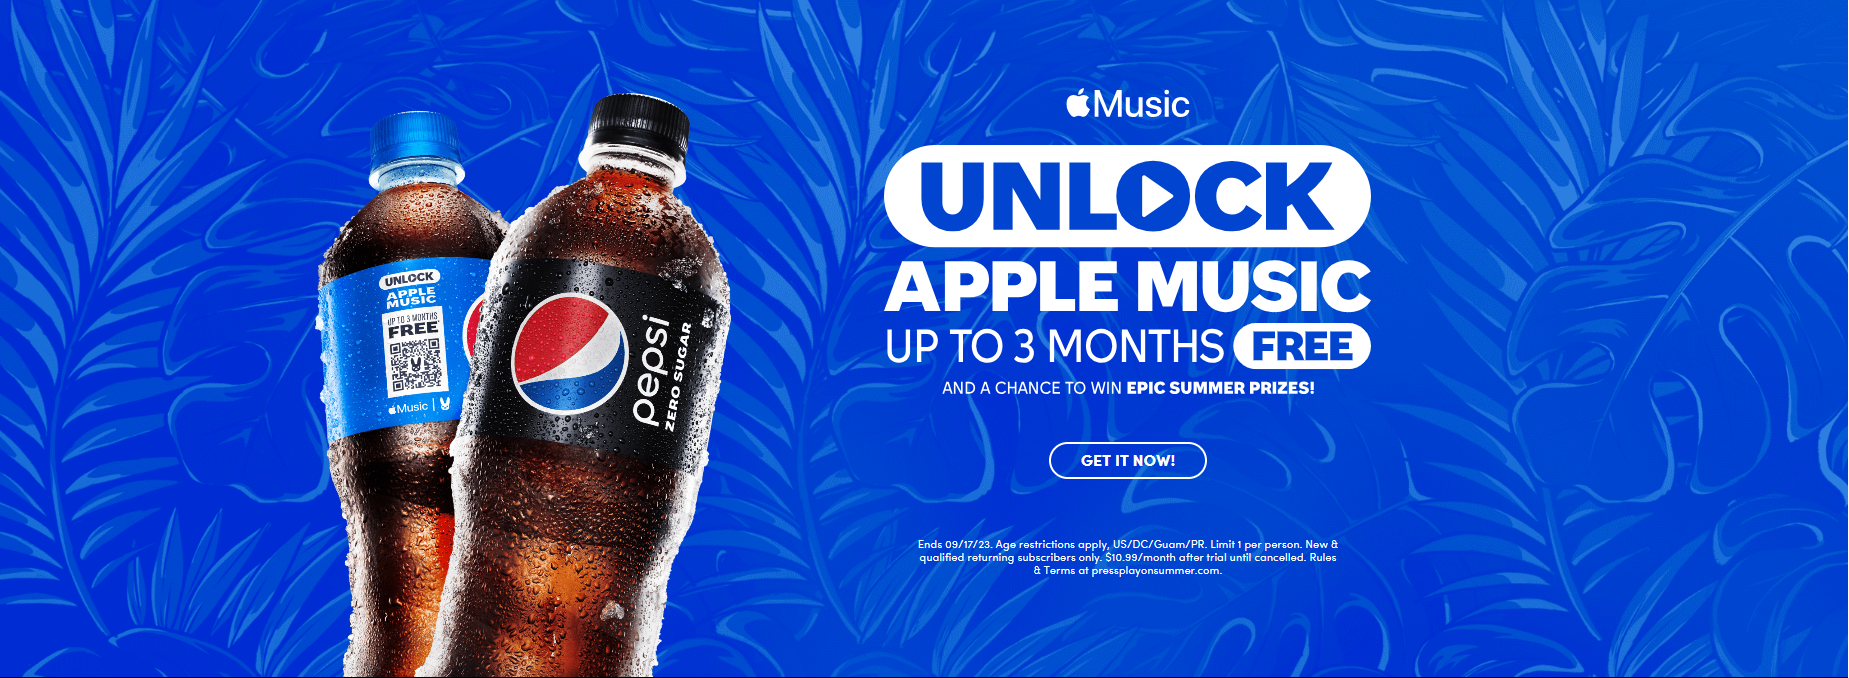 Music
UNLOCK
APPLE MUSIC
UP TO 3 MONTHS FREE
AND A CHANCE TO WIN EPIC SUMMER PRIZES!
GET IT NOW!
Ends 09/17/23. Age restrictions apply, US/DC/Guam/PR. Limit 1 per person. New &
qualified returning subscribers only. $10.99/month after trial until cancelled. Rules
& Terms at pressplayonsummer.com.
UNLOCK
APPLE
MUSIC
UP TO 3 MONTHS
FREE
Music
pepsi
ZERO SUGAR